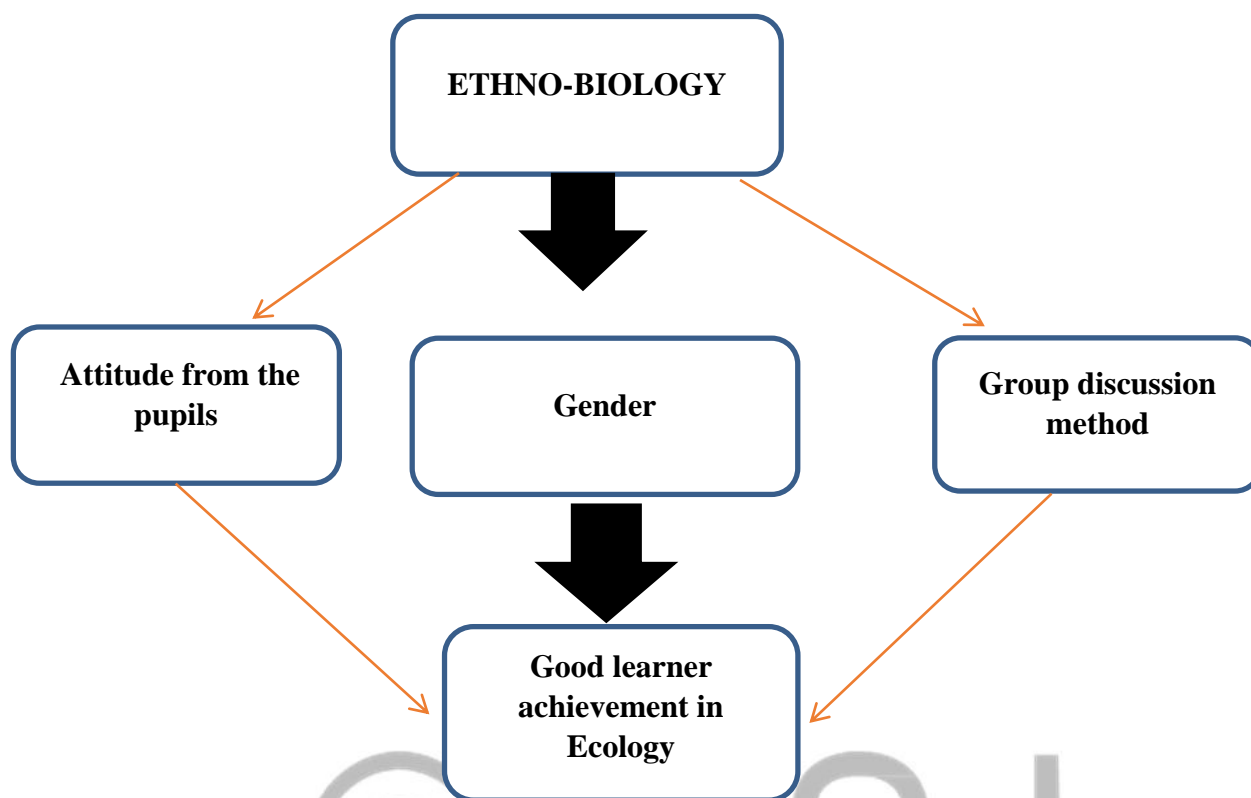 ETHNO-BIOLOGY
Attitude from the
pupils
Gender
Group discussion
method
Good learner
achievement in
Ecology